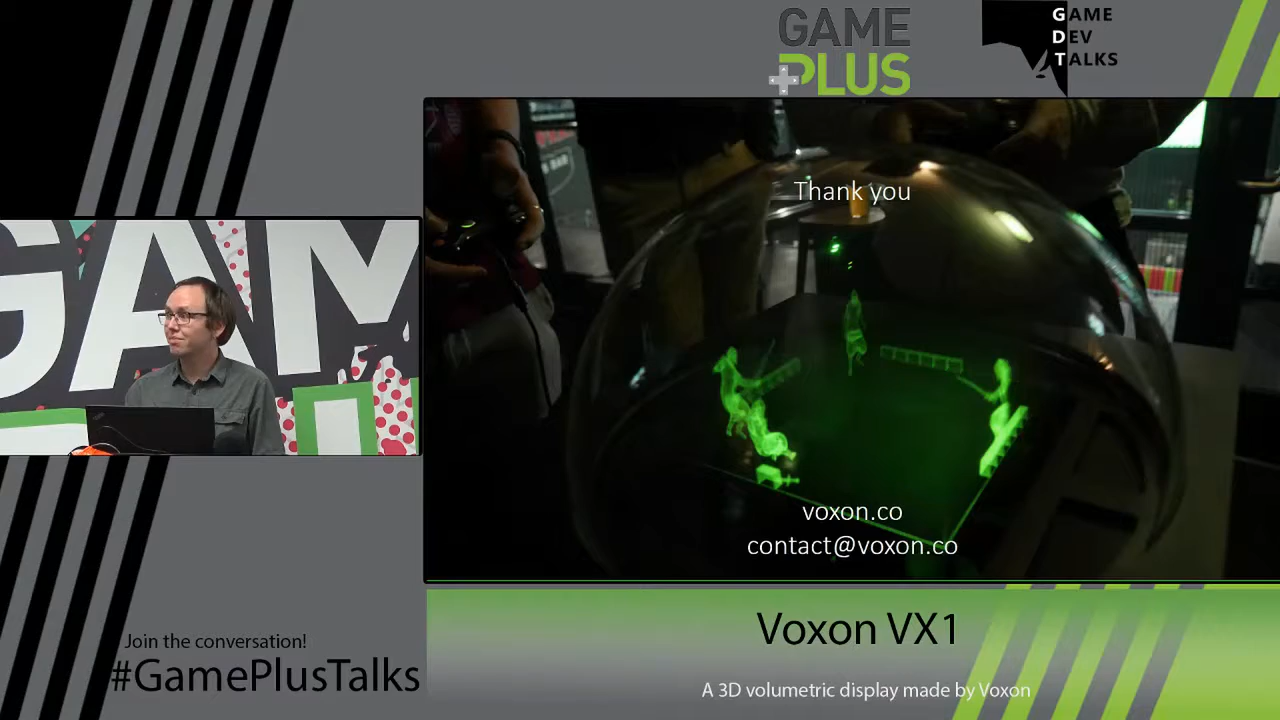 GAME
PLUS
GAME
DEV
TALKS
GAM
Thank you
voxon.co
contact@voxon.co
Join the conversation!
#GamePlusTalks
Voxon VX1
A 3D volumetric display made by Voxon